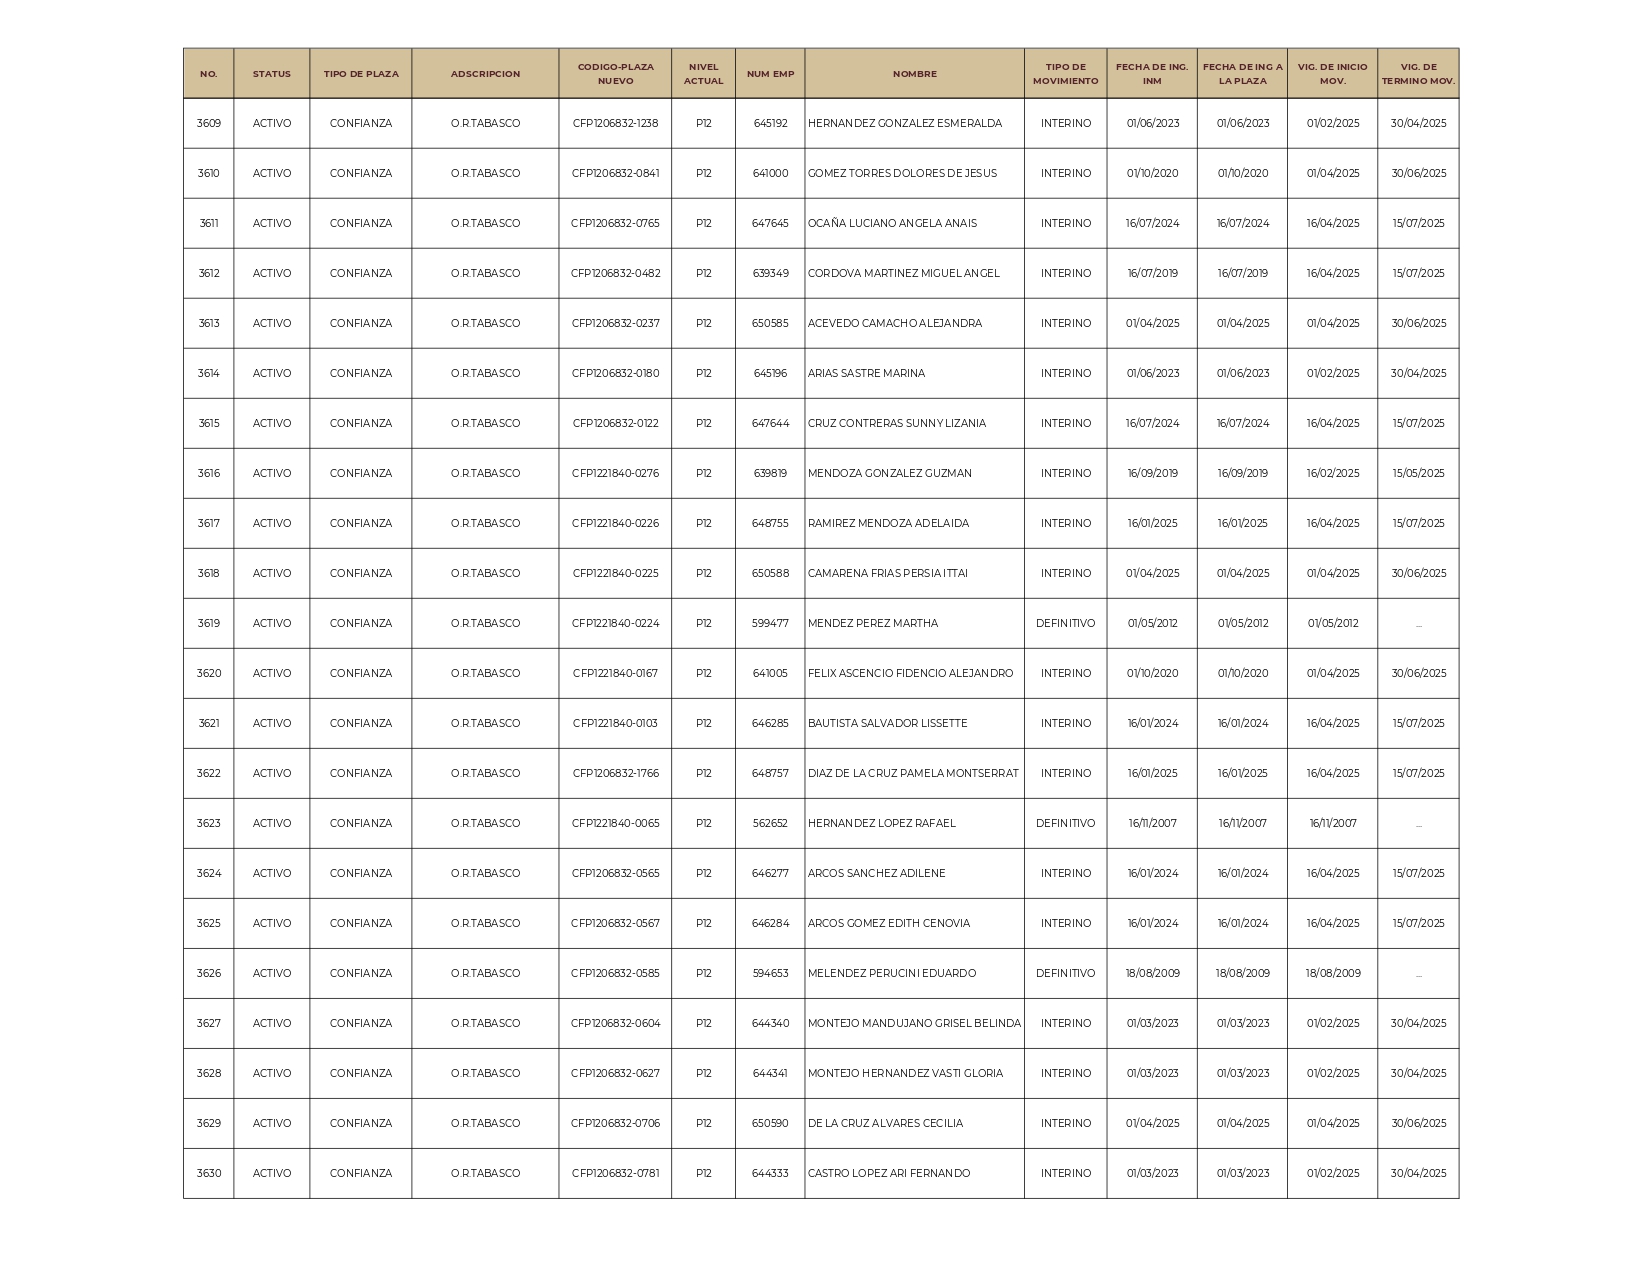 NO. STATUS TIPO DE PLAZA ADSCRIPCION CODIGO-PLAZA NUEVO NIVEL ACTUAL NUM EMP NOMBRE TIPO DE MOVIMIENTO FECHA DE ING. INM FECHA DE ING A LA PLAZA VIG. DE INICIO MOV. VIG. DE TERMINO MOV.
3609 ACTIVO CONFIANZA O.R.TABASCO CFP1206832-1238 P12 645192 HERNANDEZ GONZALEZ ESMERALDA INTERINO 01/06/2023 01/06/2023 01/02/2025 30/04/2025
3610 ACTIVO CONFIANZA O.R.TABASCO CFP1206832-0841 P12 641000 GOMEZ TORRES DOLORES DE JESUS INTERINO 01/10/2020 01/10/2020 01/04/2025 30/06/2025
3611 ACTIVO CONFIANZA O.R.TABASCO CFP1206832-0765 P12 647645 OCAÑA LUCIANO ANGELA ANAIS INTERINO 16/07/2024 16/07/2024 16/04/2025 15/07/2025
3612 ACTIVO CONFIANZA O.R.TABASCO CFP1206832-0482 P12 639349 CORDOVA MARTINEZ MIGUEL ANGEL INTERINO 16/07/2019 16/07/2019 16/04/2025 15/07/2025
3613 ACTIVO CONFIANZA O.R.TABASCO CFP1206832-0237 P12 650585 ACEVEDO CAMACHO ALEJANDRA INTERINO 01/04/2025 01/04/2025 01/04/2025 30/06/2025
3614 ACTIVO CONFIANZA O.R.TABASCO CFP1206832-0180 P12 645196 ARIAS SASTRE MARINA INTERINO 01/06/2023 01/06/2023 01/02/2025 30/04/2025
3615 ACTIVO CONFIANZA O.R.TABASCO CFP1206832-0122 P12 647644 CRUZ CONTRERAS SUNNY LIZANIA INTERINO 16/07/2024 16/07/2024 16/04/2025 15/07/2025
3616 ACTIVO CONFIANZA O.R.TABASCO CFP1221840-0276 P12 639819 MENDOZA GONZALEZ GUZMAN INTERINO 16/09/2019 16/09/2019 16/02/2025 15/05/2025
3617 ACTIVO CONFIANZA O.R.TABASCO CFP1221840-0226 P12 648755 RAMIREZ MENDOZA ADELAIDA INTERINO 16/01/2025 16/01/2025 16/04/2025 15/07/2025
3618 ACTIVO CONFIANZA O.R.TABASCO CFP1221840-0225 P12 650588 CAMARENA FRIAS PERSIA ITTAI INTERINO 01/04/2025 01/04/2025 01/04/2025 30/06/2025
3619 ACTIVO CONFIANZA O.R.TABASCO CFP1221840-0224 P12 599477 MENDEZ PEREZ MARTHA DEFINITIVO 01/05/2012 01/05/2012 01/05/2012 ...
3620 ACTIVO CONFIANZA O.R.TABASCO CFP1221840-0167 P12 641005 FELIX ASCENCIO FIDENCIO ALEJANDRO INTERINO 01/10/2020 01/10/2020 01/04/2025 30/06/2025
3621 ACTIVO CONFIANZA O.R.TABASCO CFP1221840-0103 P12 646285 BAUTISTA SALVADOR LISSETTE INTERINO 16/01/2024 16/01/2024 16/04/2025 15/07/2025
3622 ACTIVO CONFIANZA O.R.TABASCO CFP1206832-1766 P12 648757 DIAZ DE LA CRUZ PAMELA MONTSERRAT INTERINO 16/01/2025 16/01/2025 16/04/2025 15/07/2025
3623 ACTIVO CONFIANZA O.R.TABASCO CFP1221840-0065 P12 562652 HERNANDEZ LOPEZ RAFAEL DEFINITIVO 16/11/2007 16/11/2007 16/11/2007 ...
3624 ACTIVO CONFIANZA O.R.TABASCO CFP1206832-0565 P12 646277 ARCOS SANCHEZ ADILENE INTERINO 16/01/2024 16/01/2024 16/04/2025 15/07/2025
3625 ACTIVO CONFIANZA O.R.TABASCO CFP1206832-0567 P12 646284 ARCOS GOMEZ EDITH CENOVIA INTERINO 16/01/2024 16/01/2024 16/04/2025 15/07/2025
3626 ACTIVO CONFIANZA O.R.TABASCO CFP1206832-0585 P12 594653 MELENDEZ PERUCINI EDUARDO DEFINITIVO 18/08/2009 18/08/2009 18/08/2009 ...
3627 ACTIVO CONFIANZA O.R.TABASCO CFP1206832-0604 P12 644340 MONTEJO MANDUJANO GRISEL BELINDA INTERINO 01/03/2023 01/03/2023 01/02/2025 30/04/2025
3628 ACTIVO CONFIANZA O.R.TABASCO CFP1206832-0627 P12 644341 MONTEJO HERNANDEZ VASTI GLORIA INTERINO 01/03/2023 01/03/2023 01/02/2025 30/04/2025
3629 ACTIVO CONFIANZA O.R.TABASCO CFP1206832-0706 P12 650590 DE LA CRUZ ALVARES CECILIA INTERINO 01/04/2025 01/04/2025 01/04/2025 30/06/2025
3630 ACTIVO CONFIANZA O.R.TABASCO CFP1206832-0781 P12 644333 CASTRO LOPEZ ARI FERNANDO INTERINO 01/03/2023 01/03/2023 01/02/2025 30/04/2025